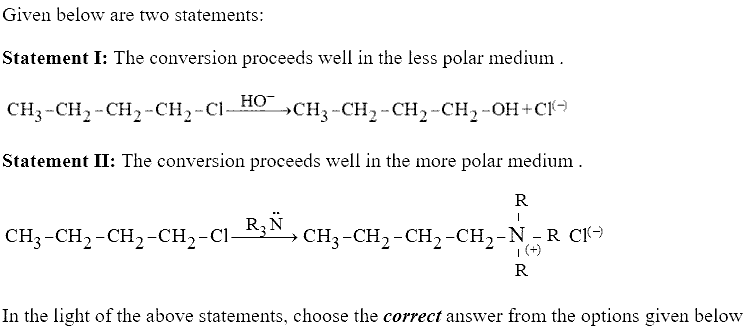 Given below are two statements:
Statement I: The conversion proceeds well in the less polar medium .
CH₃-CH₂-CH₂-CH₂-Cl —HO⁻→ CH₃-CH₂-CH₂-CH₂-OH+Cl⁽⁻⁾
Statement II: The conversion proceeds well in the more polar medium .
R
CH₃-CH₂-CH₂-CH₂-Cl —R₃N̈→ CH₃-CH₂-CH₂-CH₂-N-R Cl⁽⁻⁾
(+)
R
In the light of the above statements, choose the correct answer from the options given below